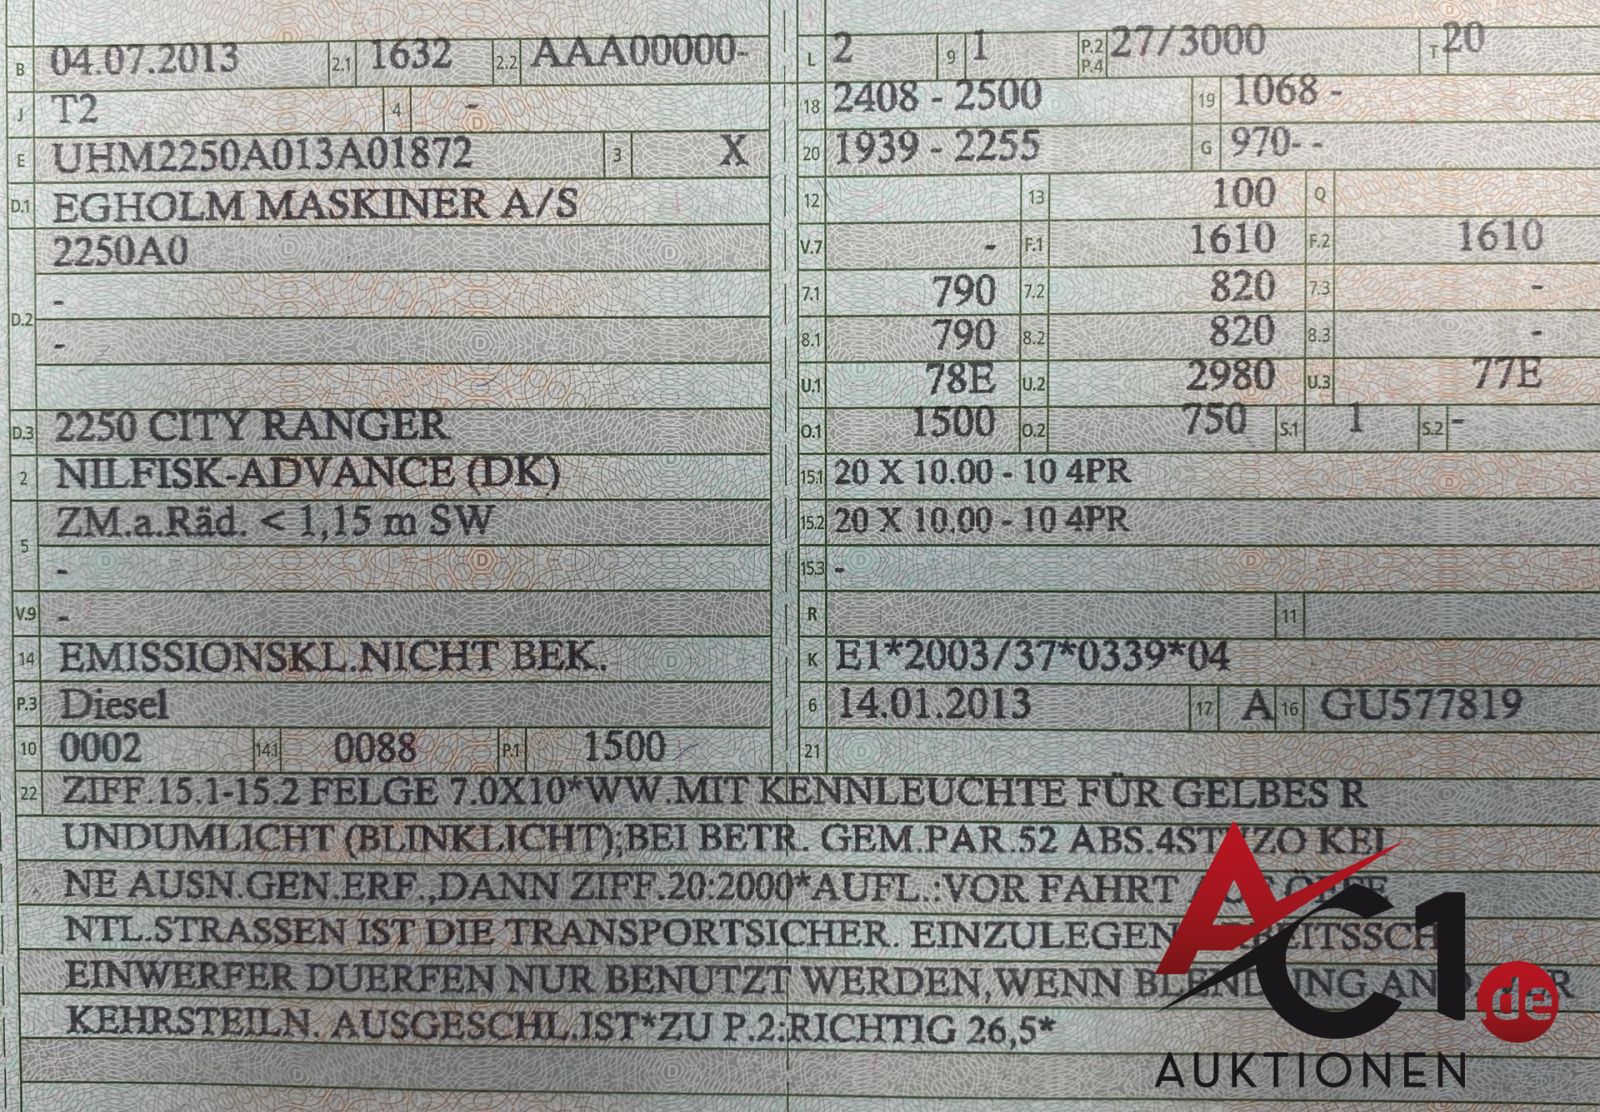 B 04.07.2013 2.1 1632 2.2 AAA00000-
J T2 4 -
E UHM2250A013A01872 3 X
D.1 EGHOLM MASKINER A/S
2250A0
-
D.2
-
D.3 2250 CITY RANGER
2 NILFISK-ADVANCE (DK)
ZM.a.Räd. < 1,15 m SW
5
-
V.9 -
14 EMISSIONSKL.NICHT BEK.
P.3 Diesel
10 0002 14.1 0088 P.1 1500
L 2 9 1 P.2 P.4 27/3000 T 20
18 2408 - 2500 19 1068 -
20 1939 - 2255 G 970- -
12 13 100 Q
V.7 - F.1 1610 F.2 1610
7.1 790 7.2 820 7.3 -
8.1 790 8.2 820 8.3 -
U.1 78E U.2 2980 U.3 77E
O.1 1500 O.2 750 S.1 1 S.2 -
15.1 20 X 10.00 - 10 4PR
15.2 20 X 10.00 - 10 4PR
15.3 -
R 11
K E1*2003/37*0339*04
6 14.01.2013 17 A 16 GU577819
21
22 ZIFF.15.1-15.2 FELGE 7.0X10*WW.MIT KENNLEUCHTE FÜR GELBES R
UNDUMLICHT (BLINKLICHT);BEI BETR. GEM.PAR.52 ABS.4STVZO KEI
NE AUSN.GEN.ERF.,DANN ZIFF.20:2000*AUFL.:VOR FAHRT
NTL.STRASSEN IST DIE TRANSPORTSICHER. EINZULEGEN
EINWERFER DUERFEN NUR BENUTZT WERDEN,WENN BLENDUNG
KEHRSTEILN. AUSGESCHL.IST*ZU P.2:RICHTIG 26,5*
AC1.de
AUKTIONEN